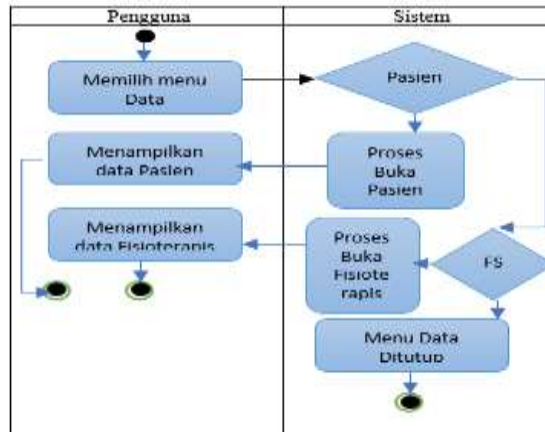 Pengguna
Sistem
Memilih menu
Data
Pasien
Menampilkan
data Pasien
Proses
Buka
Pasien
Menampilkan
data Fisioterapis
Proses
Buka
Fisiote
rapis
FS
Menu Data
Ditutup